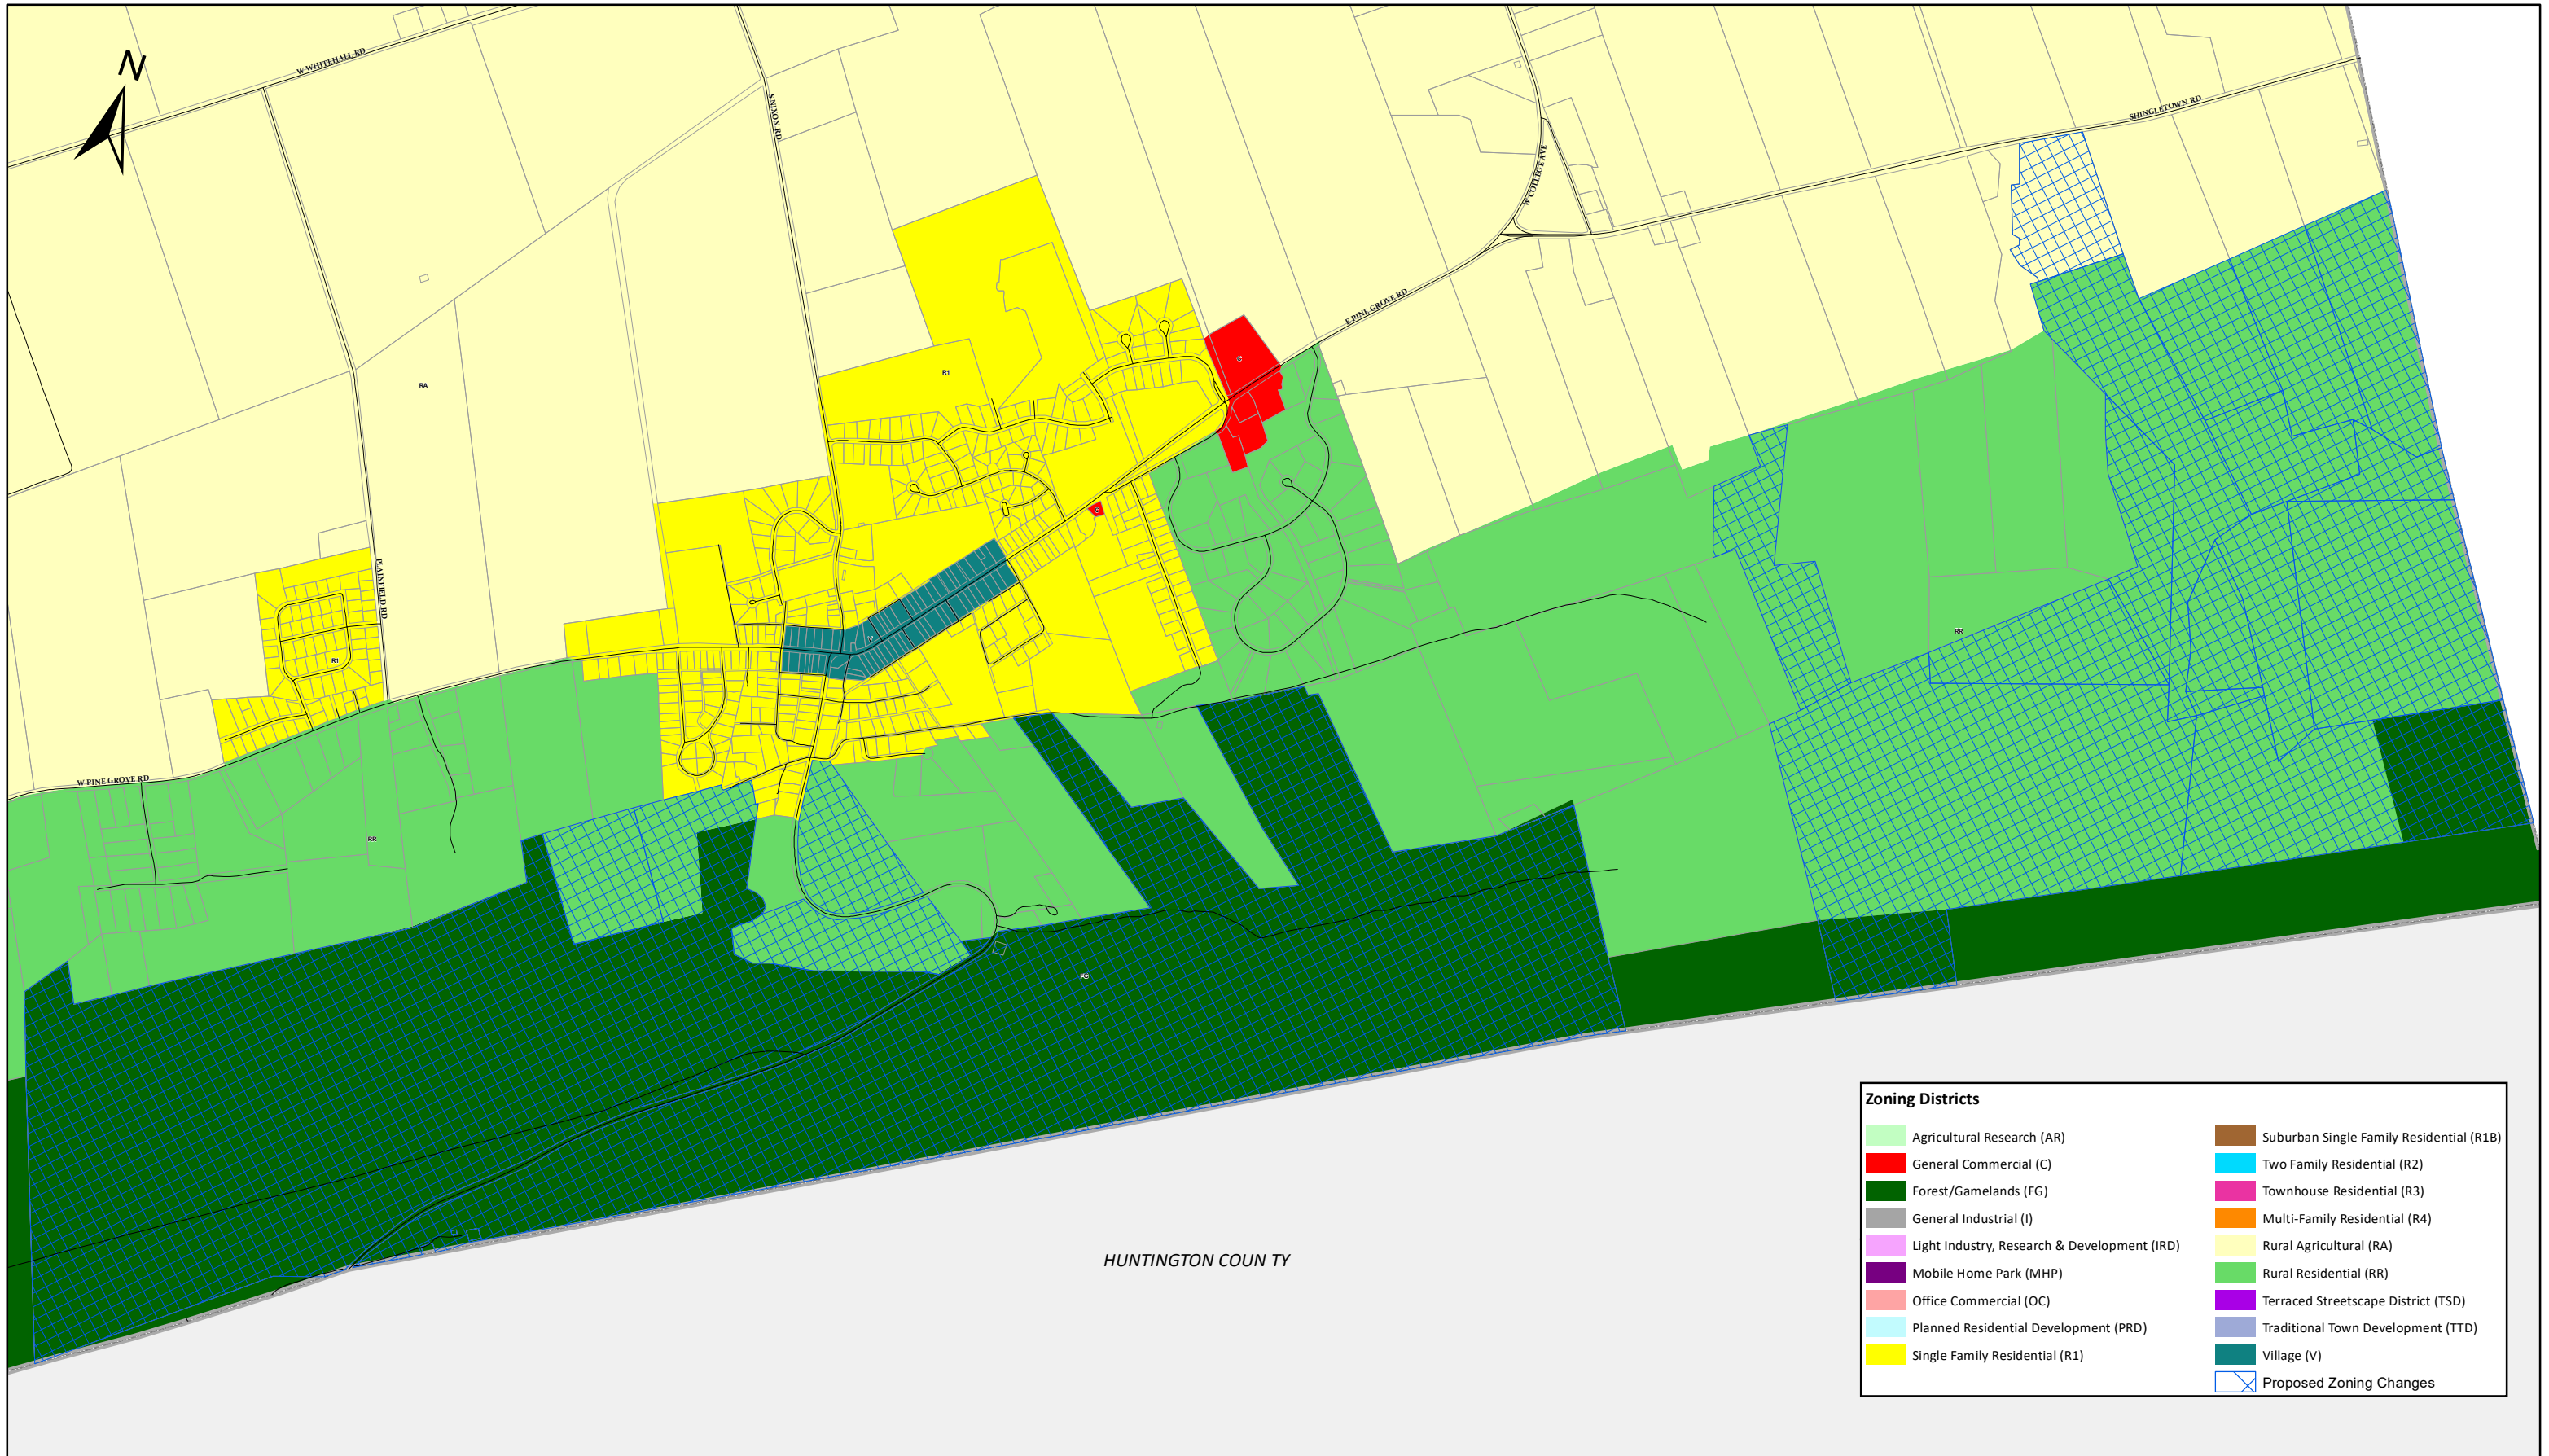 N
W WHITEHALL RD
S NIXON RD
W COLLEGE AVE
SHINGLETOWN RD
E PINE GROVE RD
C
RA
R1
C
PLAINFIELD RD
V
R1
RR
W PINE GROVE RD
RR
FG
HUNTINGTON COUN TY
Zoning Districts
Agricultural Research (AR)
General Commercial (C)
Forest/Gamelands (FG)
General Industrial (I)
Light Industry, Research & Development (IRD)
Mobile Home Park (MHP)
Office Commercial (OC)
Planned Residential Development (PRD)
Single Family Residential (R1)
Suburban Single Family Residential (R1B)
Two Family Residential (R2)
Townhouse Residential (R3)
Multi-Family Residential (R4)
Rural Agricultural (RA)
Rural Residential (RR)
Terraced Streetscape District (TSD)
Traditional Town Development (TTD)
Village (V)
Proposed Zoning Changes